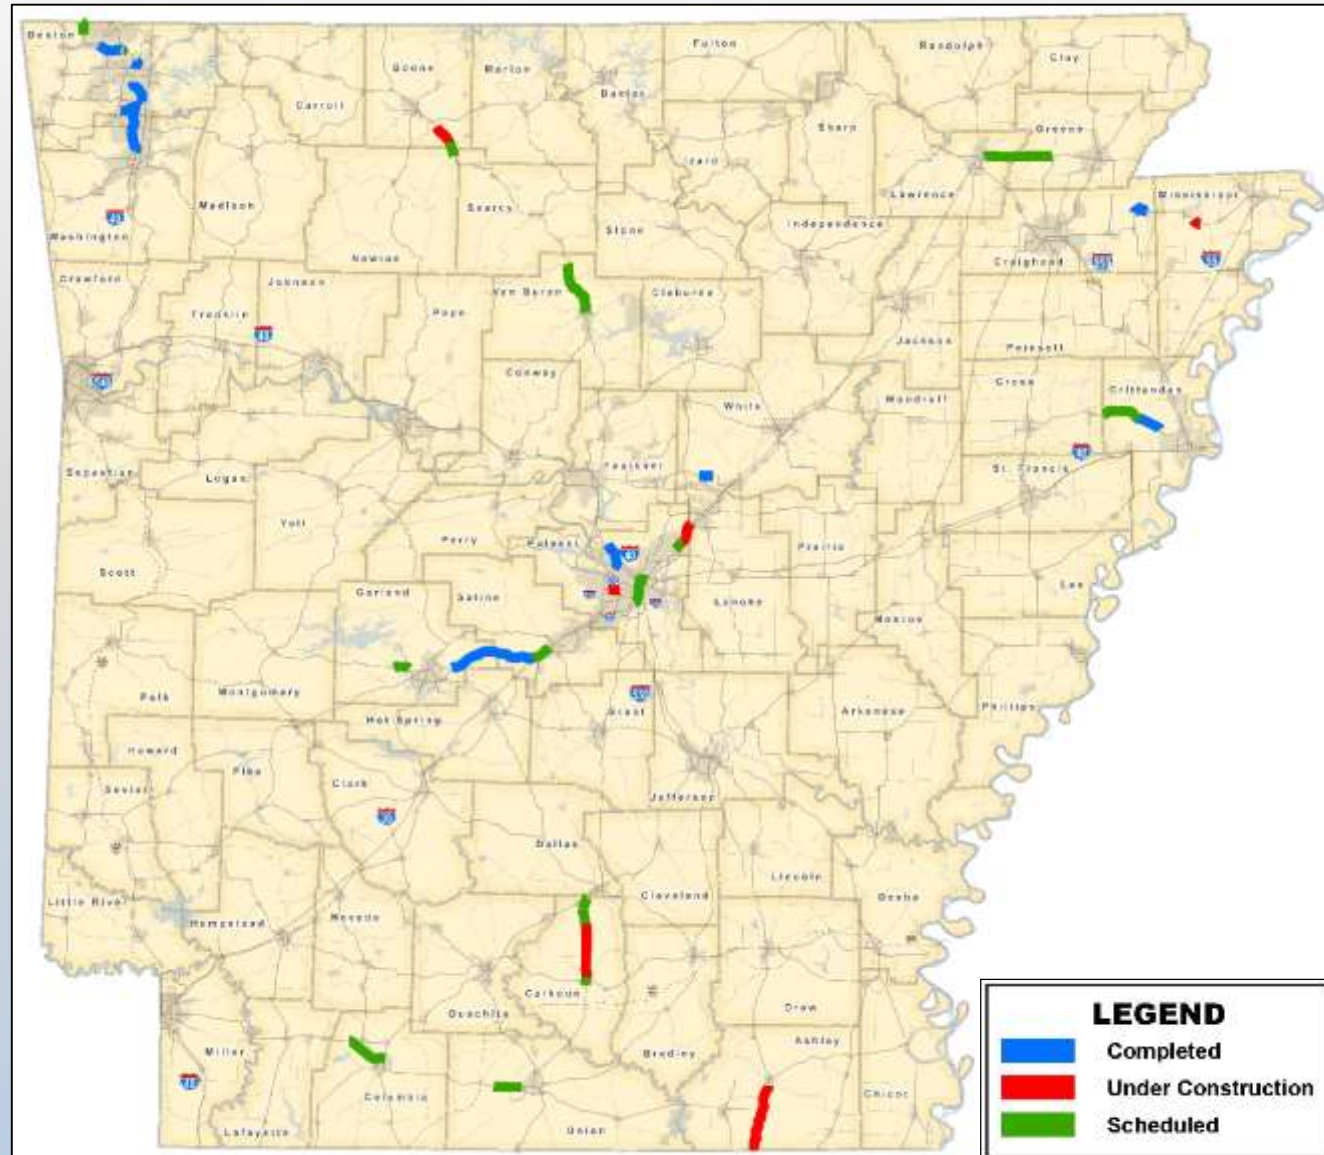 Benton
Carroll
Boone
Marion
Baxter
Fulton
Randolph
Clay
Sharp
Izard
Greene
Lawrence
Mississippi
Washington
Madison
Newton
Searcy
Stone
Independence
Craighead
Crawford
Franklin
Johnson
Pope
Van Buren
Cleburne
Jackson
Poinsett
Conway
White
Woodruff
Cross
Crittenden
Sebastian
Logan
Faulkner
St. Francis
Yell
Perry
Pulaski
Prairie
Lee
Scott
Garland
Saline
Lonoke
Monroe
Polk
Montgomery
Hot Spring
Grant
Arkansas
Phillips
Howard
Pike
Clark
Sevier
Jefferson
Dallas
Cleveland
Lincoln
Desha
Little River
Hempstead
Nevada
Calhoun
Ouachita
Drew
Miller
Bradley
Ashley
Columbia
Chicot
Lafayette
Union
LEGEND
Completed
Under Construction
Scheduled